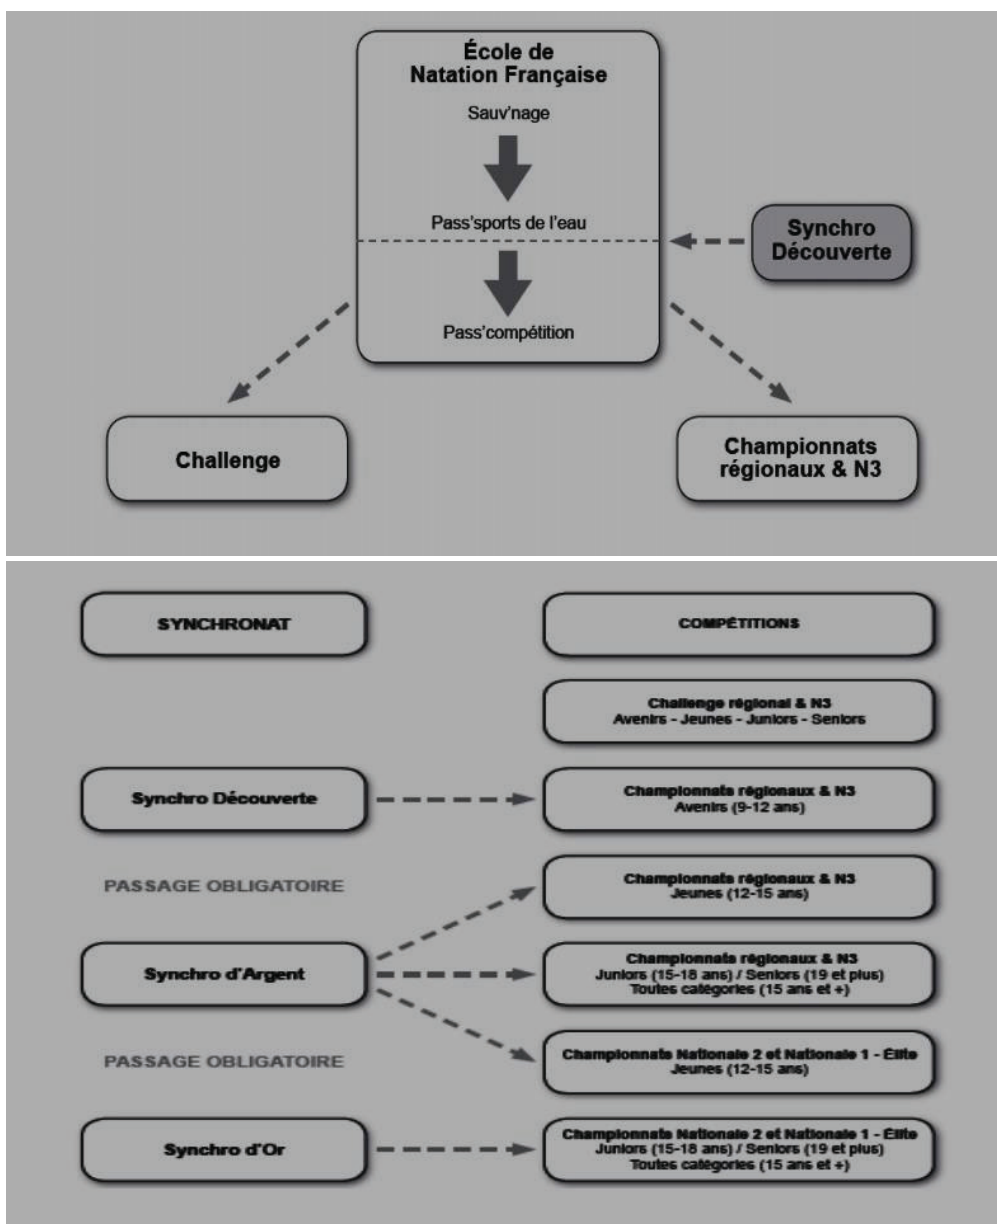 École de
Natation Française
Sauv'nage
Pass'sports de l'eau
Synchro
Découverte
Pass'compétition
Challenge
Championnats
régionaux & N3
SYNCHRONAT
COMPÉTITIONS
Challenge régional & N3
Avenirs - Jeunes - Juniors - Seniors
Synchro Découverte
Championnats régionaux & N3
Avenirs (9-12 ans)
PASSAGE OBLIGATOIRE
Championnats régionaux & N3
Jeunes (12-15 ans)
Synchro d'Argent
Championnats régionaux & N3
Juniors (15-18 ans) / Seniors (19 et plus)
Toutes catégories (15 ans et +)
PASSAGE OBLIGATOIRE
Championnats Nationale 2 et Nationale 1 - Élite
Jeunes (12-15 ans)
Synchro d'Or
Championnats Nationale 2 et Nationale 1 - Élite
Juniors (15-18 ans) / Seniors (19 et plus)
Toutes catégories (15 ans et +)